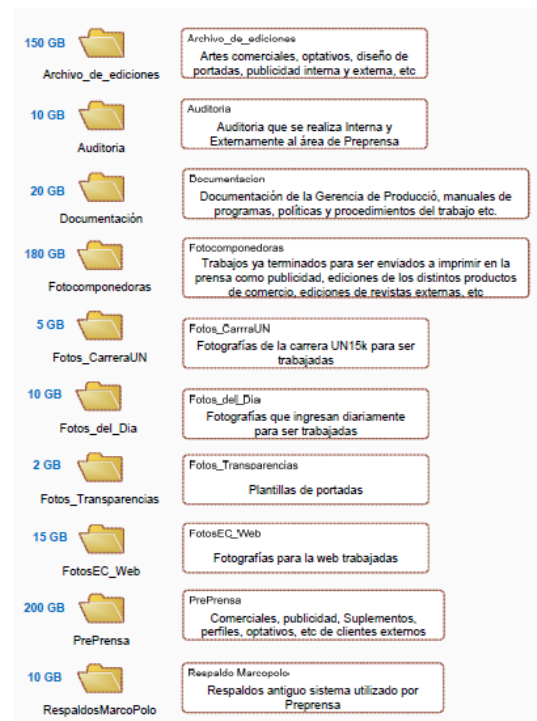 150 GB
Archivo_de_ediciones
Archivo_de_ediciones
Artes comerciales, optativos, diseño de
portadas, publicidad interna y externa, etc
10 GB
Auditoria
Auditoria
Auditoria que se realiza Interna y
Externamente al área de Preprensa
20 GB
Documentación
Documentacion
Documentación de la Gerencia de Producció, manuales de
programas, políticas y procedimientos del trabajo etc.
180 GB
Fotocomponedoras
Fotocomponedoras
Trabajos ya terminados para ser enviados a imprimir en la
prensa como publicidad, ediciones de los distintos productos
de comercio, ediciones de revistas externas, etc
5 GB
Fotos_CarreraUN
Fotos_CarrraUN
Fotografías de la carrera UN15k para ser
trabajadas
10 GB
Fotos_del_Dia
Fotos_del_Dia
Fotografías que ingresan diariamente
para ser trabajadas
2 GB
Fotos_Transparencias
Fotos_Transparencias
Plantillas de portadas
15 GB
FotosEC_Web
FotosEC_Web
Fotografías para la web trabajadas
200 GB
PrePrensa
PrePrensa
Comerciales, publicidad, Suplementos,
perfiles, optativos, etc de clientes externos
10 GB
RespaldosMarcoPolo
Respaldo Marcopolo
Respaldos antiguo sistema utilizado por
Preprensa